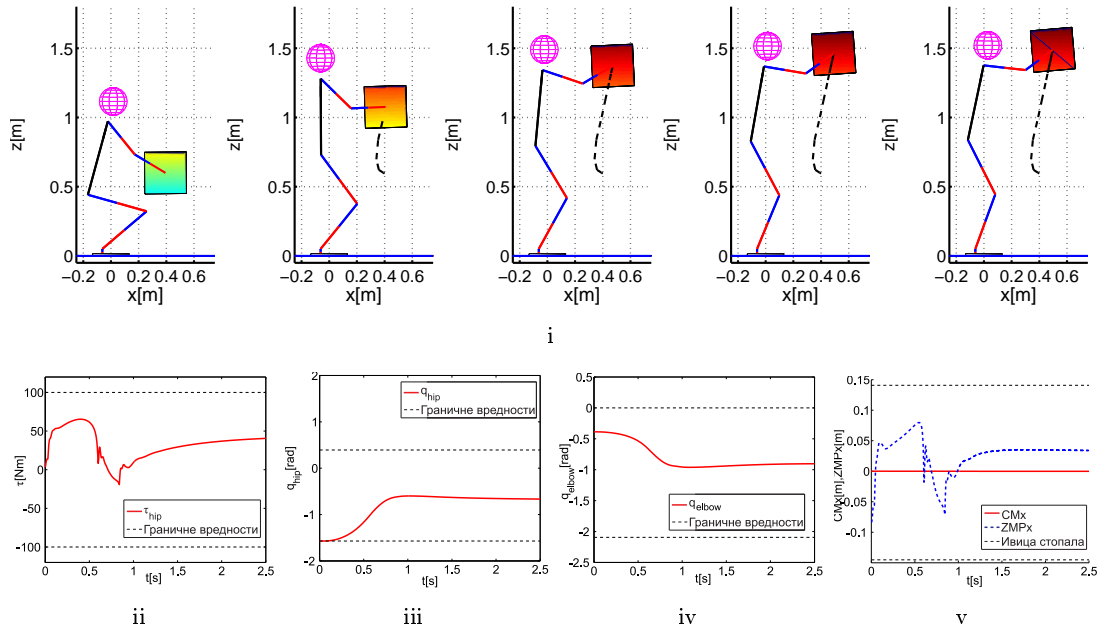 z[m]
1.5
1
0.5
0
−0.2 0 0.2 0.4 0.6
x[m]
z[m]
1.5
1
0.5
0
−0.2 0 0.2 0.4 0.6
x[m]
z[m]
1.5
1
0.5
0
−0.2 0 0.2 0.4 0.6
x[m]
z[m]
1.5
1
0.5
0
−0.2 0 0.2 0.4 0.6
x[m]
z[m]
1.5
1
0.5
0
−0.2 0 0.2 0.4 0.6
x[m]
i
τ[Nm]
100
50
0
-50
-100
τhip
Граничне вредности
0 0.5 1 1.5 2 2.5
t[s]
ii
qhip[rad]
2
1
0
-1
-2
qhip
Граничне вредности
0 0.5 1 1.5 2 2.5
t[s]
iii
qelbow[rad]
0.5
0
-0.5
-1
-1.5
-2
-2.5
qelbow
Граничне вредности
0 0.5 1 1.5 2 2.5
t[s]
iv
CMx[m],ZMPx[m]
0.15
0.1
0.05
0
-0.05
-0.1
CMx
ZMPx
Ивица стопала
0 0.5 1 1.5 2 2.5
t[s]
v